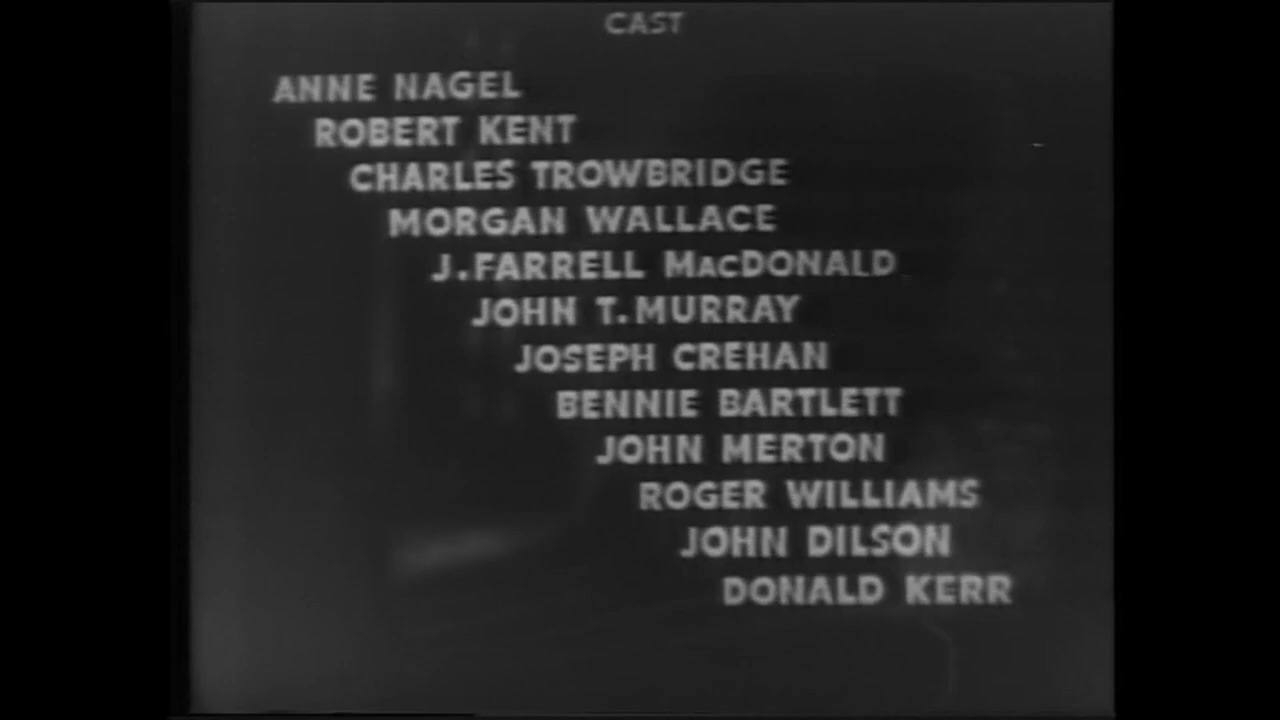 CAST
ANNE NAGEL
ROBERT KENT
CHARLES TROWBRIDGE
MORGAN WALLACE
J. FARRELL MACDONALD
JOHN T. MURRAY
JOSEPH CREHAN
BENNIE BARTLETT
JOHN MERTON
ROGER WILLIAMS
JOHN DILSON
DONALD KERR